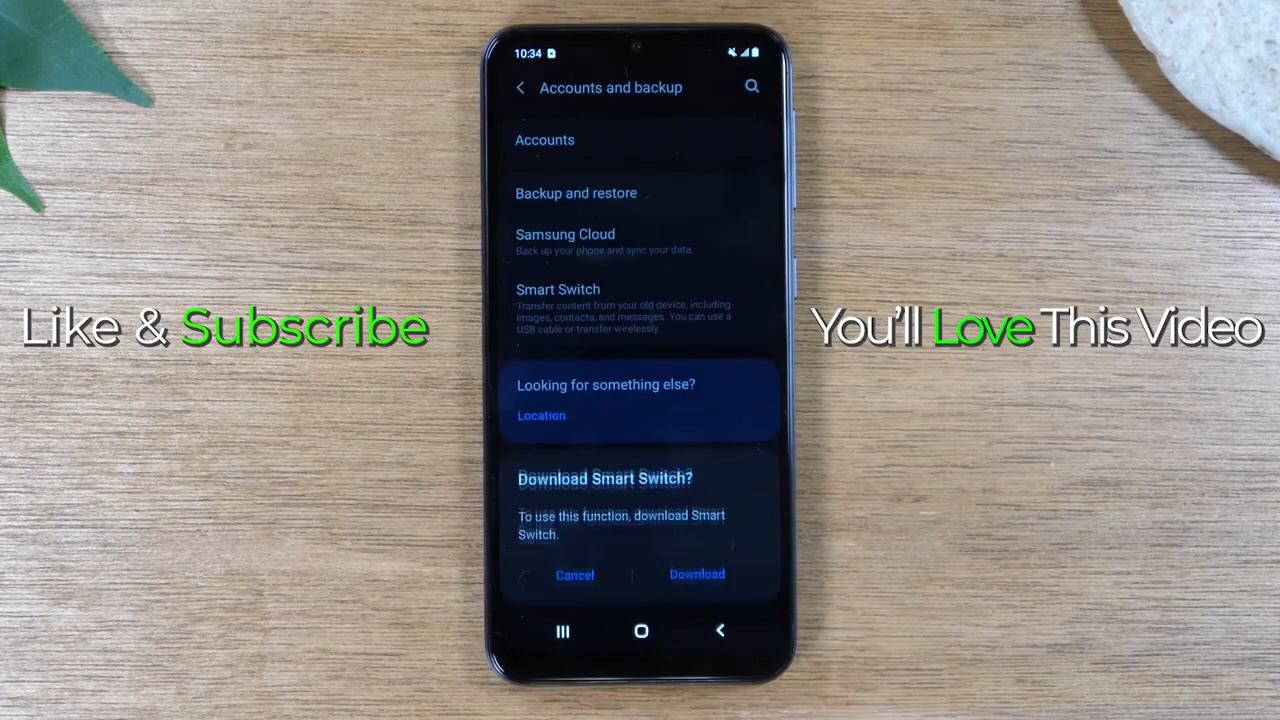 10:34
Accounts and backup
Accounts
Backup and restore
Samsung Cloud
Back up your phone and sync your data.
Smart Switch
Transfer content from your old device, including
images, contacts, and messages. You can use a
USB cable or transfer wirelessly.
Like & Subscribe
You'll Love This Video
Looking for something else?
Location
Download Smart Switch?
To use this function, download Smart
Switch.
Cancel
Download